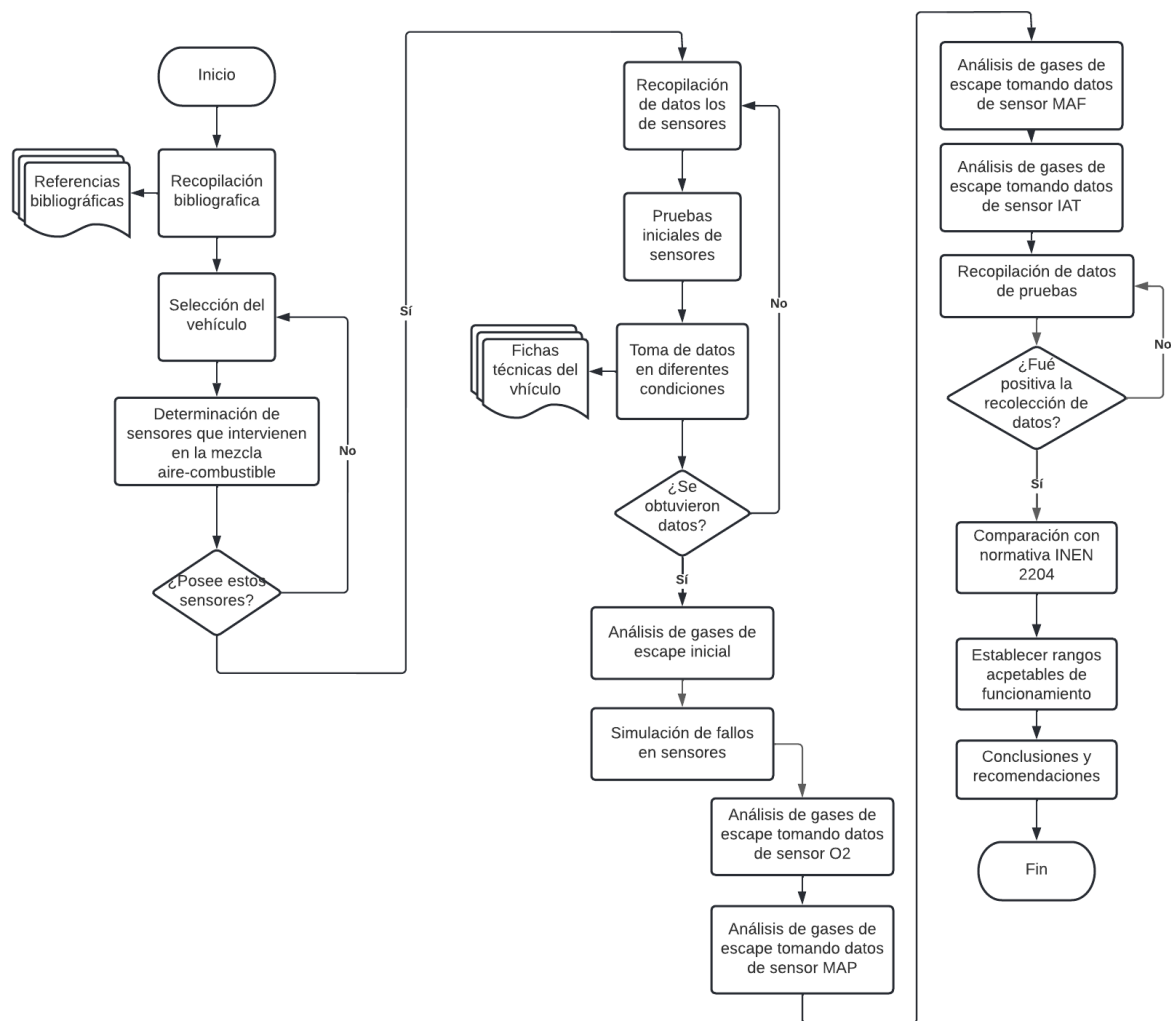 Inicio
Referencias
bibliográficas
Recopilación
bibliografica
Selección del
vehículo
Determinación de
sensores que intervienen
en la mezcla
aire-combustible
No
¿Posee estos
sensores?
Sí
Recopilación
de datos los
de sensores
Pruebas
iniciales de
sensores
No
Fichas
técnicas del
vhículo
Toma de datos
en diferentes
condiciones
¿Se
obtuvieron
datos?
Sí
Análisis de gases de
escape inicial
Simulación de fallos
en sensores
Análisis de gases de
escape tomando datos
de sensor O2
Análisis de gases de
escape tomando datos
de sensor MAP
Análisis de gases de
escape tomando datos
de sensor MAF
Análisis de gases de
escape tomando datos
de sensor IAT
Recopilación de datos
de pruebas
No
¿Fué
positiva la
recolección de
datos?
Sí
Comparación con
normativa INEN
2204
Establecer rangos
acpetables de
funcionamiento
Conclusiones y
recomendaciones
Fin